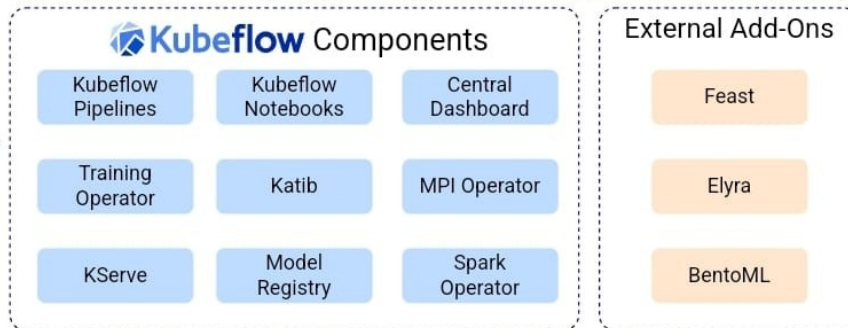 Kubeflow Components
Kubeflow
Pipelines
Kubeflow
Notebooks
Central
Dashboard
Training
Operator
Katib
MPI Operator
KServe
Model
Registry
Spark
Operator
External Add-Ons
Feast
Elyra
BentoML